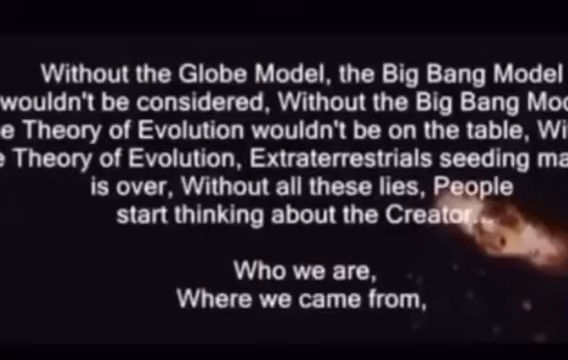 Without the Globe Model, the Big Bang Model
wouldn't be considered, Without the Big Bang
Theory of Evolution wouldn't be on the table,
Theory of Evolution, Extraterrestrials seeding
is over, Without all these lies, People
start thinking about the Creator...
Who we are,
Where we came from,